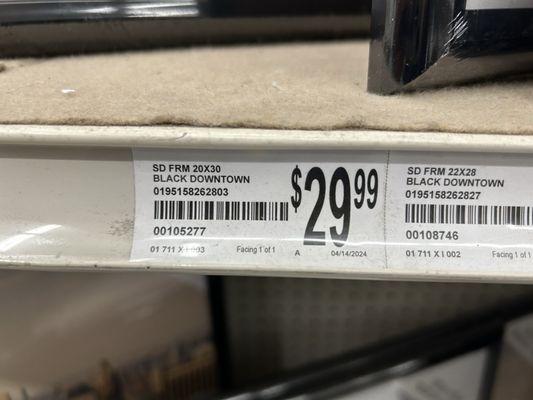 SD FRM 20X30
BLACK DOWNTOWN
0195158262803
$29.99
00105277
01 711 X I 003 Facing 1 of 1 A 04/14/2024
SD FRM 22X28
BLACK DOWNTOWN
0195158262827
00108746
01 711 X I 002 Facing 1 of 1